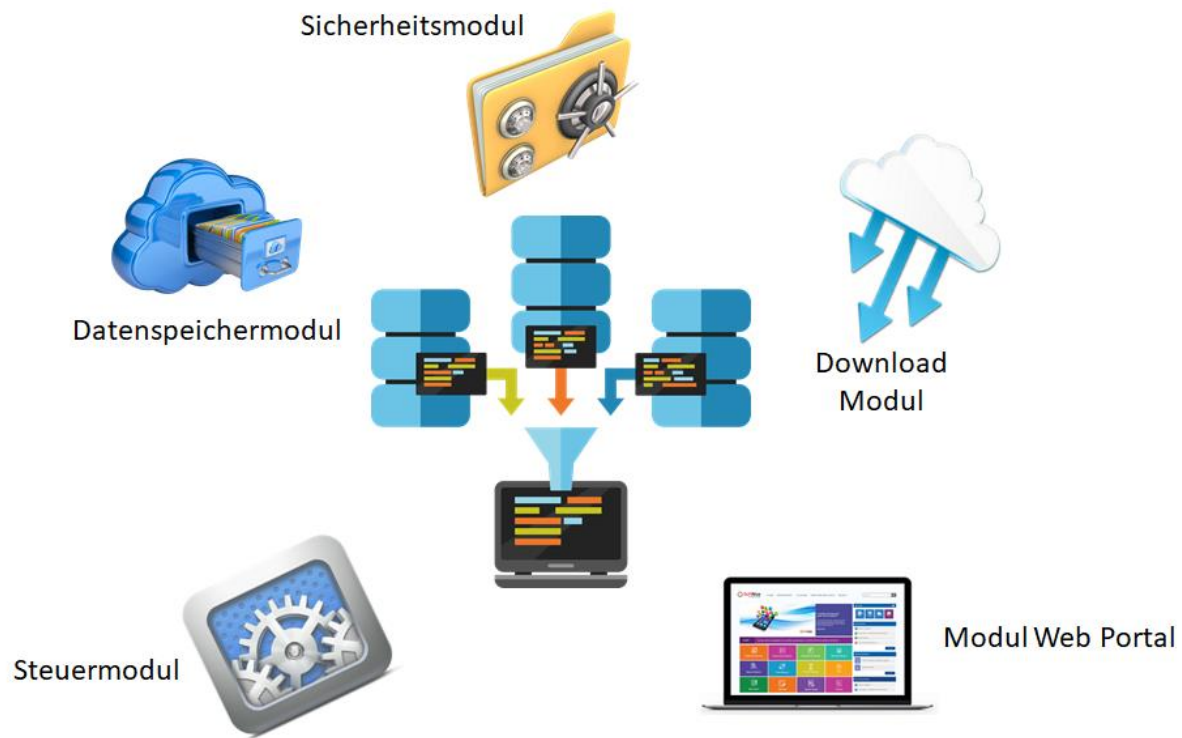 Sicherheitsmodul
Datenspeichermodul
Download
Modul
Steuermodul
Modul Web Portal